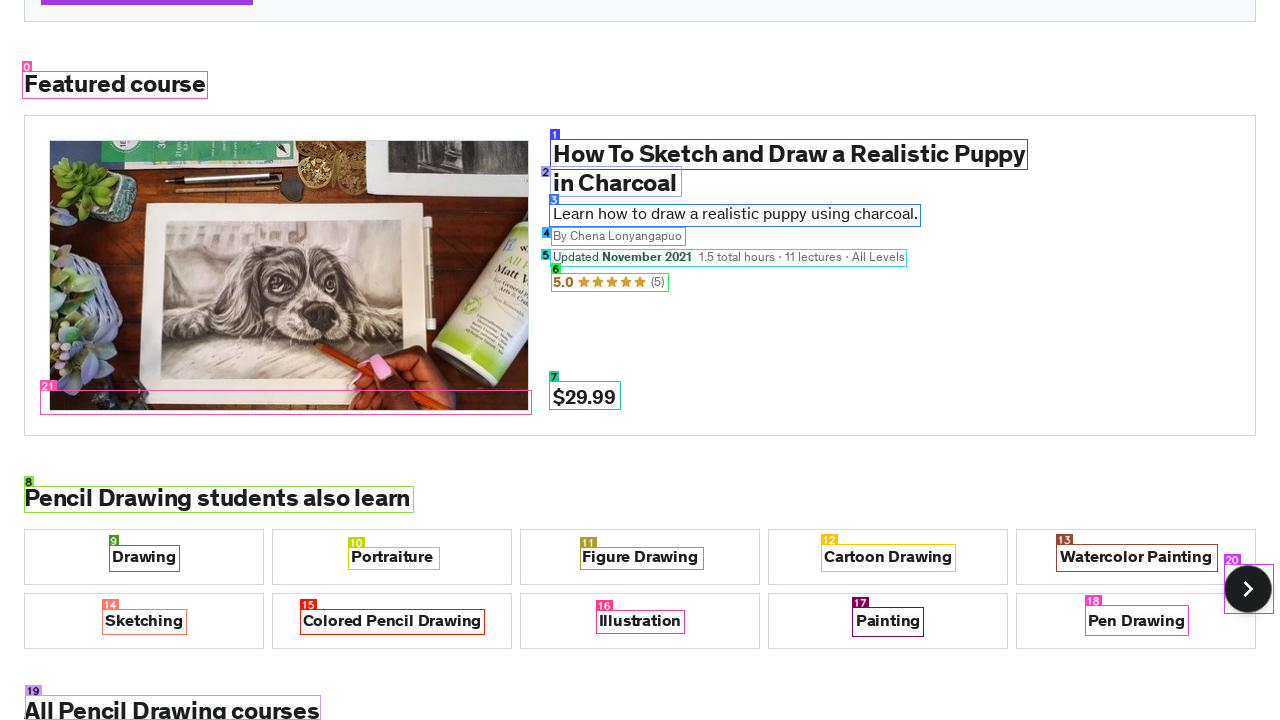 Featured course
How To Sketch and Draw a Realistic Puppy
in Charcoal
Learn how to draw a realistic puppy using charcoal.
By Chena Lonyangapuo
Updated November 2021 1.5 total hours · 11 lectures · All Levels
5.0 (5)
$29.99
Pencil Drawing students also learn
Drawing
Portraiture
Figure Drawing
Cartoon Drawing
Watercolor Painting
Sketching
Colored Pencil Drawing
Illustration
Painting
Pen Drawing
All Pencil Drawing courses
0
1
2
3
4
5
6
7
8
9
10
11
12
13
14
15
16
17
18
19
20
21